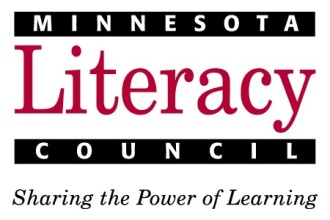 MINNESOTA
Literacy
COUNCIL
Sharing the Power of Learning